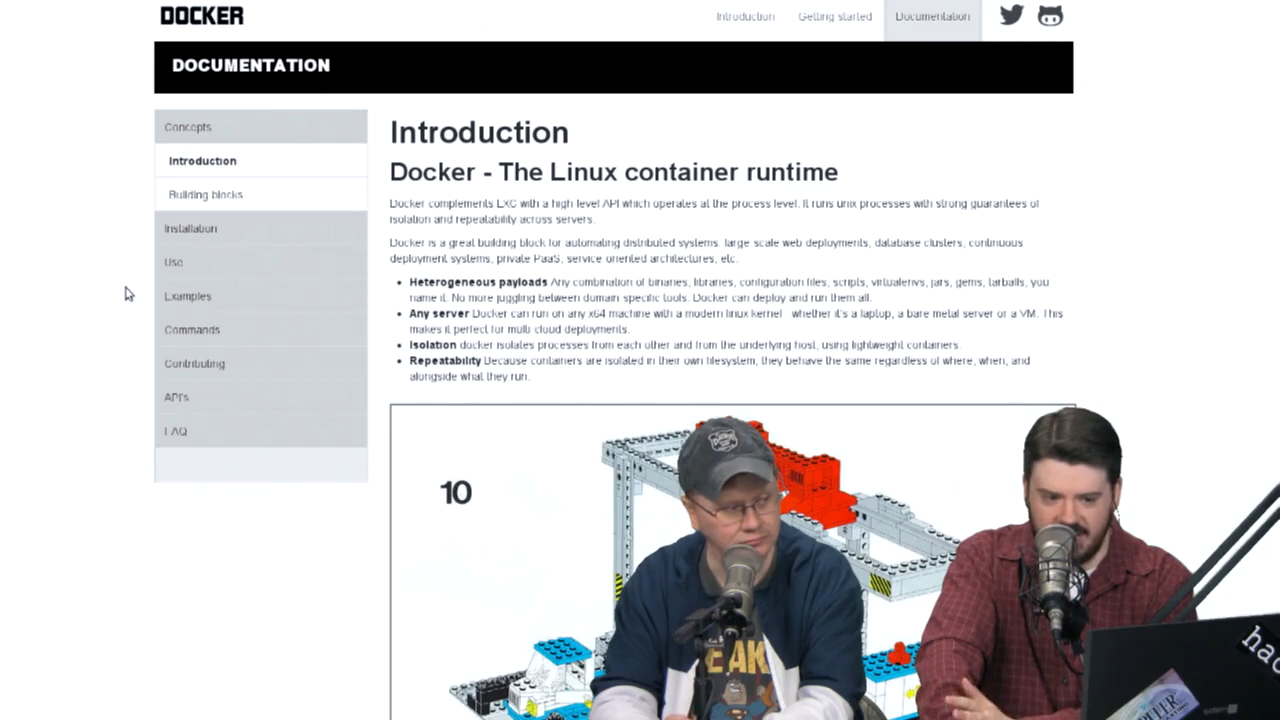 DOCKER
Introduction Getting started Documentation
DOCUMENTATION
Concepts
Introduction
Building blocks
Installation
Use
Examples
Commands
Contributing
API's
FAQ
Introduction
Docker - The Linux container runtime
Docker complements LXC with a high level API which operates at the process level. It runs unix processes with strong guarantees of
isolation and repeatability across servers.
Docker is a great building block for automating distributed systems: large scale web deployments, database clusters, continuous
deployment systems, private PaaS, service oriented architectures, etc.
Heterogeneous payloads Any combination of binaries, libraries, configuration files, scripts, virtualenvs, jars, gems, tarballs, you
name it. No more juggling between domain specific tools. Docker can deploy and run them all.
Any server Docker can run on any x64 machine with a modern linux kernel - whether it's a laptop, a bare metal server or a VM. This
makes it perfect for multi cloud deployments.
Isolation docker isolates processes from each other and from the underlying host, using lightweight containers.
Repeatability Because containers are isolated in their own filesystem, they behave the same regardless of where, when, and
alongside what they run.
10
EAK